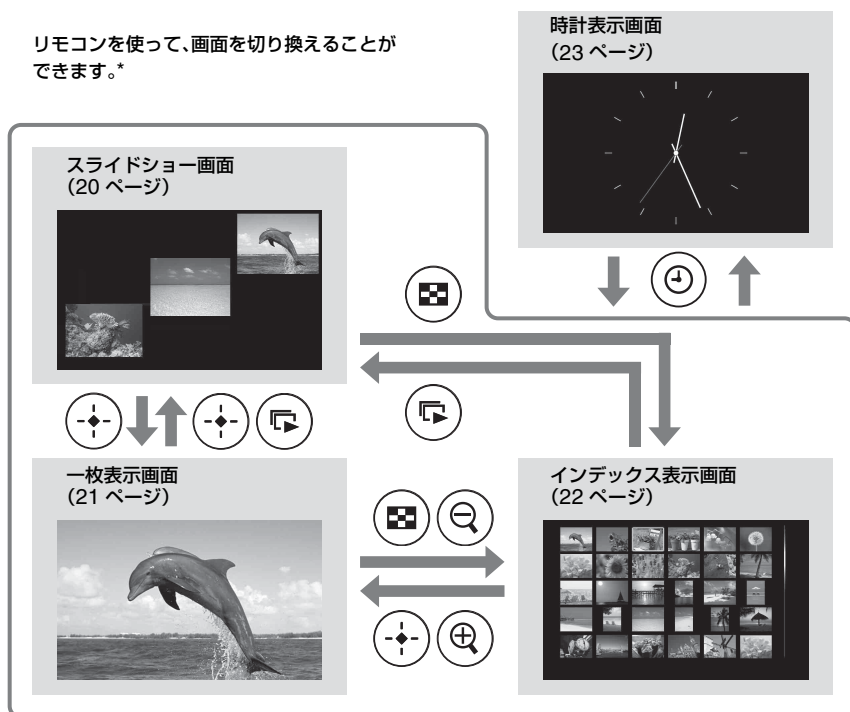 リモコンを使って、画面を切り換えることが
できます。*
時計表示画面
（23 ページ）
スライドショー画面
（20 ページ）
一枚表示画面
（21 ページ）
インデックス表示画面
（22 ページ）